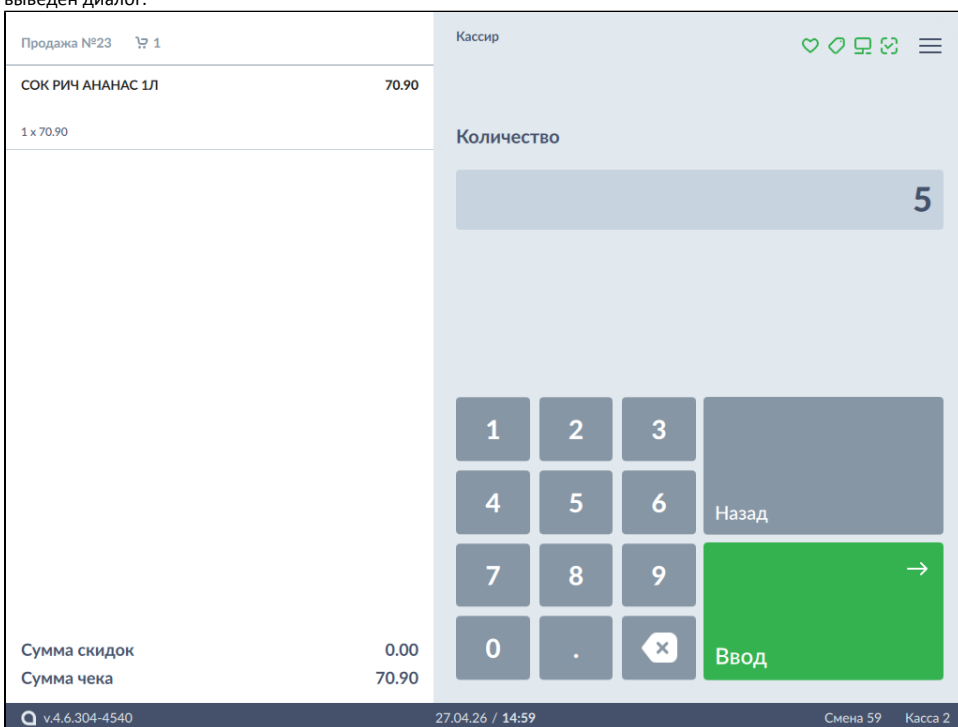 выведен диалог.
Продажа №23 1
СОК РИЧ АНАНАС 1Л 70.90
1 x 70.90
Сумма скидок 0.00
Сумма чека 70.90
Кассир
Количество
5
1 2 3
4 5 6
Назад
7 8 9
0 .
Ввод
v.4.6.304-4540 27.04.26 / 14:59 Смена 59 Касса 2